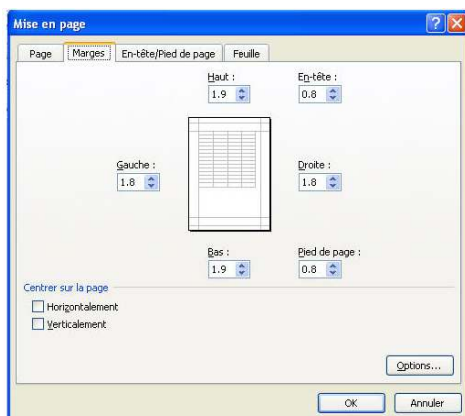 Mise en page
Page Marges En-tête/Pied de page Feuille
Haut : En-tête :
1.9 0.8
Gauche : Droite :
1.8 1.8
Bas : Pied de page :
1.9 0.8
Centrer sur la page
Horizontalement
Verticalement
Options...
OK Annuler